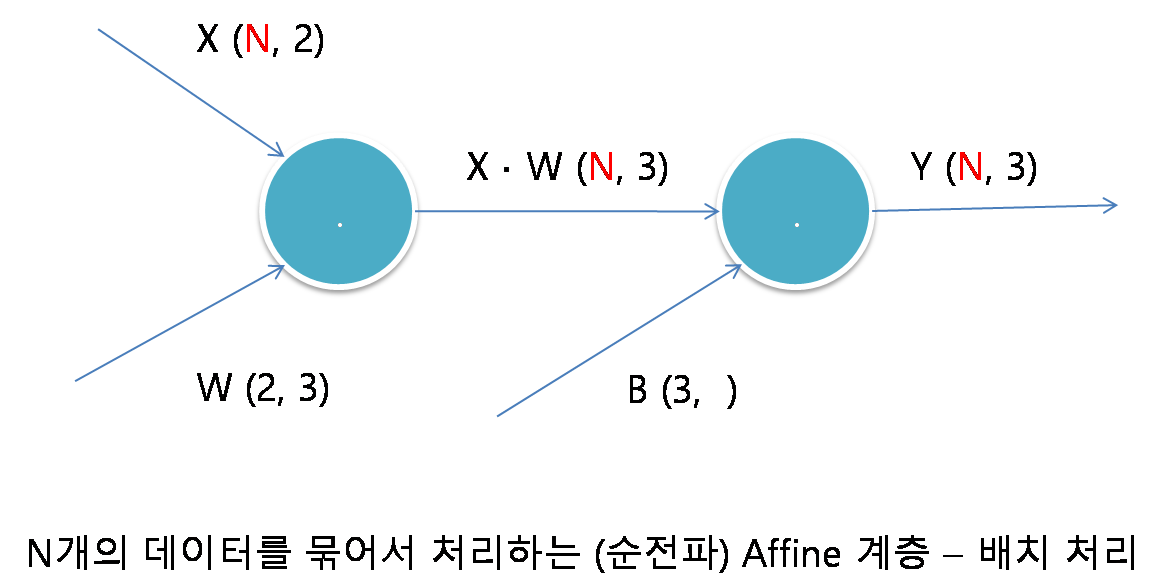 X (N, 2)
X · W (N, 3)
Y (N, 3)
.
.
W (2, 3)
B (3,  )
N개의 데이터를 묶어서 처리하는 (순전파) Affine 계층 – 배치 처리